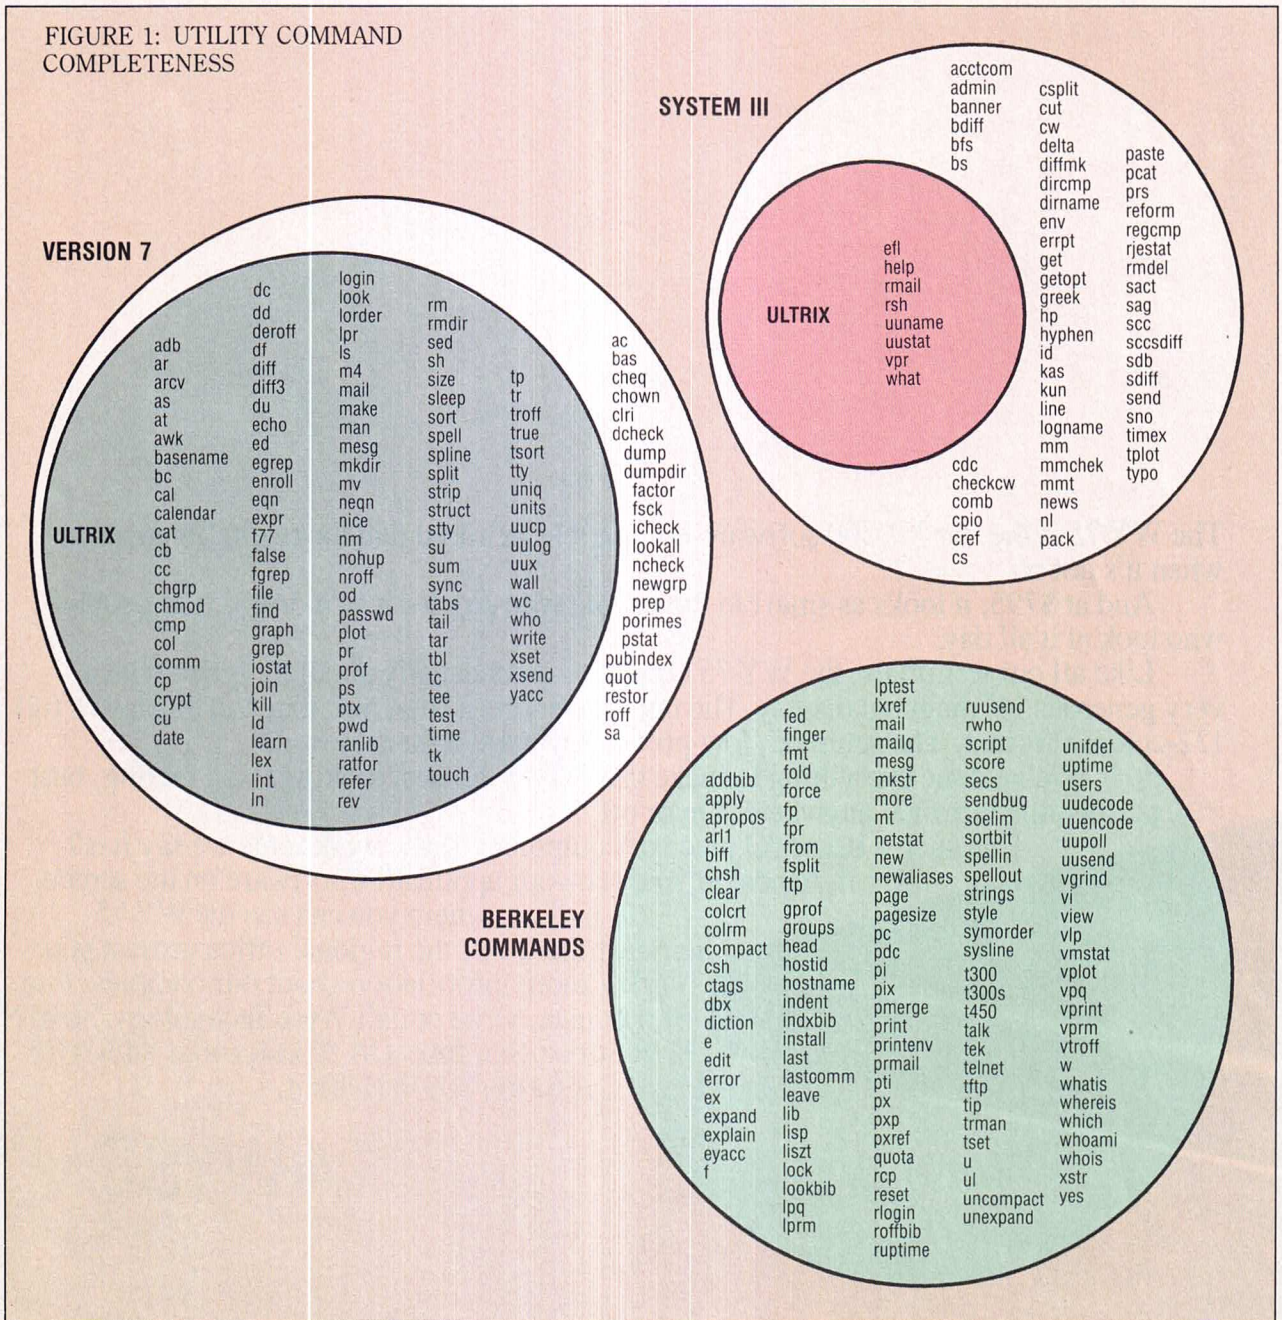 FIGURE 1: UTILITY COMMAND
COMPLETENESS
VERSION 7
ULTRIX
adb
ar
arcv
as
at
awk
basename
bc
cal
calendar
cat
cb
cc
chgrp
chmod
cmp
col
comm
cp
crypt
cu
date
dc
dd
deroff
df
diff
diff3
du
echo
ed
egrep
enroll
eqn
expr
f77
false
fgrep
file
find
graph
grep
iostat
join
kill
ld
learn
lex
lint
ln
login
look
lorder
lpr
ls
m4
mail
make
man
mesg
mkdir
mv
neqn
nice
nm
nohup
nroff
od
passwd
plot
pr
prof
ps
ptx
pwd
ranlib
ratfor
refer
rev
rm
rmdir
sed
sh
size
sleep
sort
spell
spline
split
strip
struct
stty
su
sum
sync
tabs
tail
tar
tbl
tc
tee
test
time
tk
touch
tp
tr
troff
true
tsort
tty
uniq
units
uucp
uulog
uux
wall
wc
who
write
xset
xsend
yacc
ac
bas
cheq
chown
clri
dcheck
dump
dumpdir
factor
fsck
icheck
lookall
ncheck
newgrp
prep
porimes
pstat
pubindex
quot
restor
roff
sa
SYSTEM III
ULTRIX
efl
help
rmail
rsh
uuname
uustat
vpr
what
acctcom
admin
banner
bdiff
bfs
bs
cdc
checkcw
comb
cpio
cref
cs
csplit
cut
cw
delta
diffmk
dircmp
dirname
env
errpt
get
getopt
greek
hp
hyphen
id
kas
kun
line
logname
mm
mmchek
mmt
news
nl
pack
paste
pcat
prs
reform
regcmp
rjestat
rmdel
sact
sag
scc
sccsdiff
sdb
sdiff
send
sno
timex
tplot
typo
BERKELEY
COMMANDS
addbib
apply
apropos
arl1
biff
chsh
clear
colcrt
colrm
compact
csh
ctags
dbx
diction
e
edit
error
ex
expand
explain
eyacc
f
fed
finger
fmt
fold
force
fp
fpr
from
fsplit
ftp
gprof
groups
head
hostid
hostname
indent
indxbib
install
last
lastoomm
leave
lib
lisp
liszt
lock
lookbib
lpq
lprm
lptest
lxref
mail
mailq
mesg
mkstr
more
mt
netstat
new
newaliases
page
pagesize
pc
pdc
pi
pix
pmerge
print
printenv
prmail
pti
px
pxp
pxref
quota
rcp
reset
rlogin
roffbib
ruptime
ruusend
rwho
script
score
secs
sendbug
soelim
sortbit
spellin
spellout
strings
style
symorder
sysline
t300
t300s
t450
talk
tek
telnet
tftp
tip
trman
tset
u
ul
uncompact
unexpand
unifdef
uptime
users
uudecode
uuencode
uupoll
uusend
vgrind
vi
view
vlp
vmstat
vplot
vpq
vprint
vprm
vtroff
w
whatis
whereis
which
whoami
whois
xstr
yes